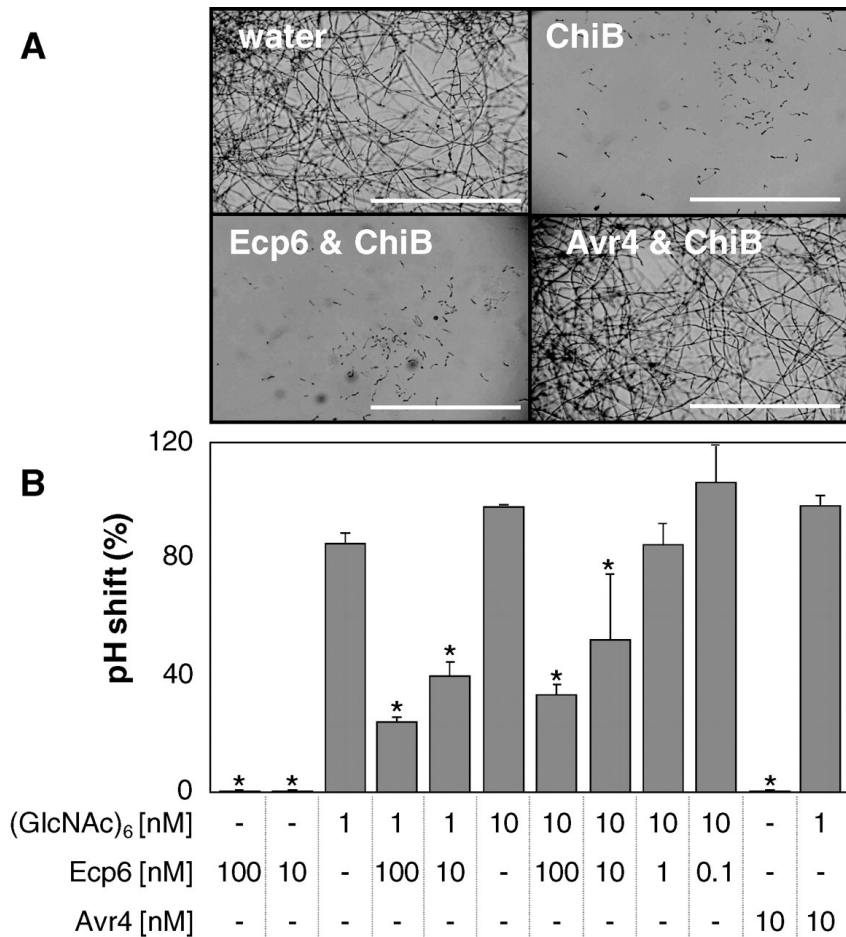 A
water
ChiB
Ecp6 & ChiB
Avr4 & ChiB
B
pH shift (%)
120
80
40
0
* * * * * * *
(GlcNAc)₆ [nM] - - 1 1 1 10 10 10 10 10 - 1
Ecp6 [nM] 100 10 - 100 10 - 100 10 1 0.1 - -
Avr4 [nM] - - - - - - - - - - 10 10